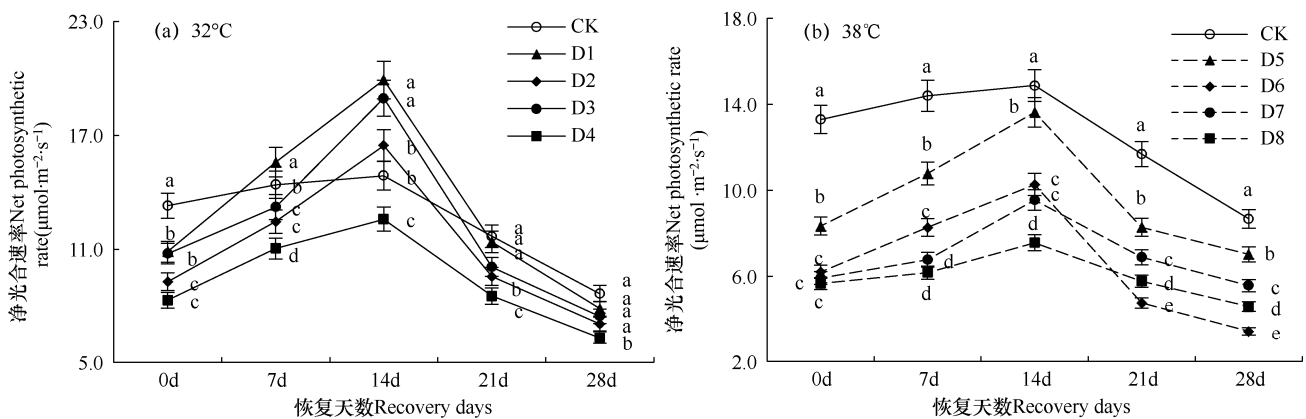 (a) 32°C
CK
D1
D2
D3
D4
23.0
17.0
11.0
5.0
净光合速率Net photosynthetic
rate(μmol·m⁻²·s⁻¹)
a
b
b
c
c
a
b
c
c
d
a
a
b
b
c
a
a
a
b
c
a
a
a
a
b
0d
7d
14d
21d
28d
恢复天数Recovery days
(b) 38℃
CK
D5
D6
D7
D8
18.0
14.0
10.0
6.0
2.0
净光合速率Net photosynthetic rate
(μmol·m⁻²·s⁻¹)
a
b
c
c
c
a
b
c
d
d
a
b
c
c
d
a
b
c
d
e
a
b
c
d
e
0d
7d
14d
21d
28d
恢复天数Recovery days